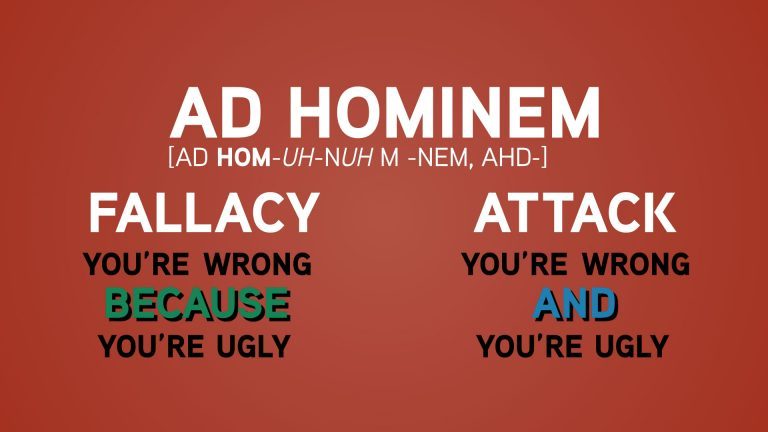 AD HOMINEM
[AD HOM-UH-NUH M -NEM, AHD-]
FALLACY
YOU'RE WRONG
BECAUSE
YOU'RE UGLY
ATTACK
YOU'RE WRONG
AND
YOU'RE UGLY